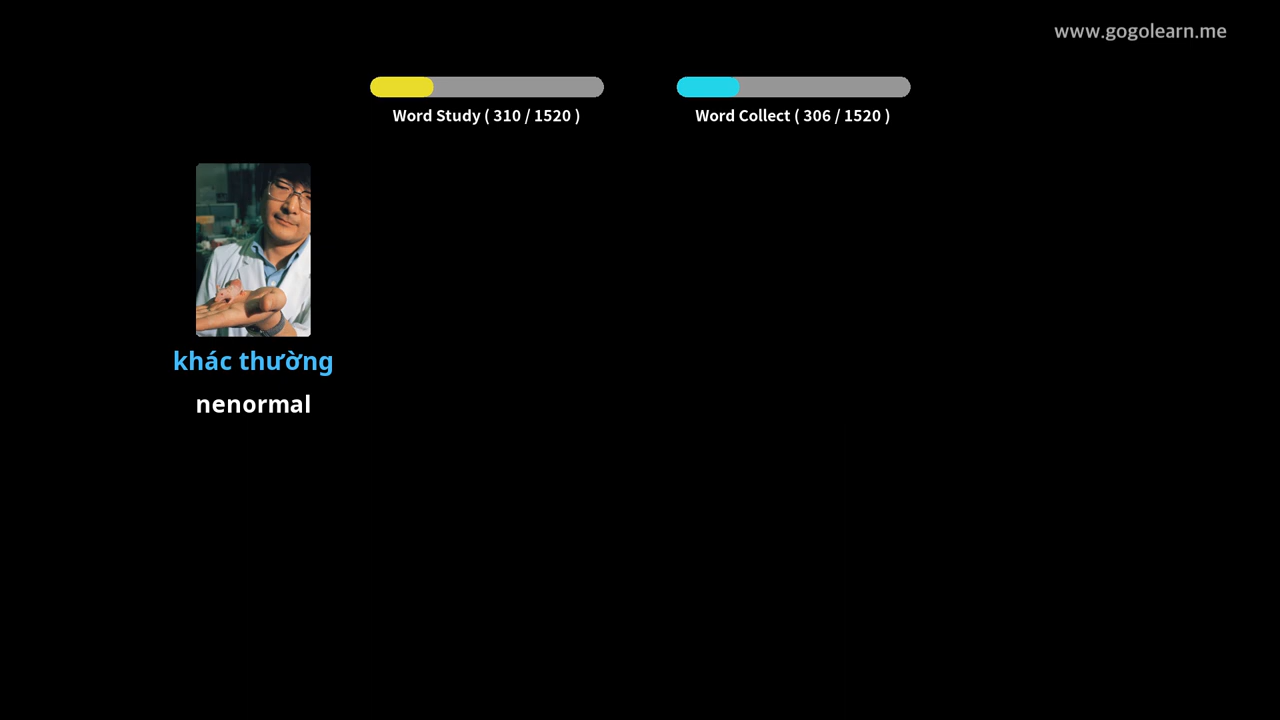 www.gogolearn.me
Word Study ( 310 / 1520 )
Word Collect ( 306 / 1520 )
khác thường
nenormal